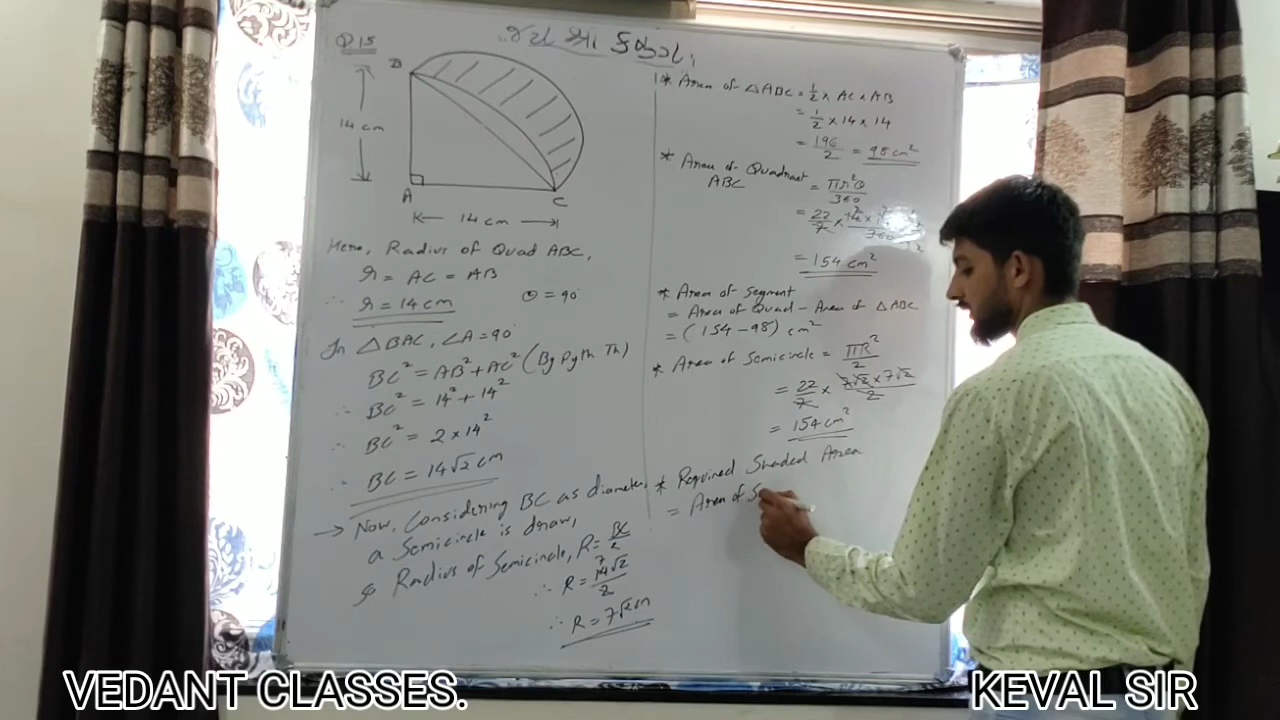 Q 15
B
14 cm
A
C
14 cm
Here, Radius of Quad ABC,
r = AC = AB
∴ r = 14 cm
θ = 90°
In △BAC, ∠A = 90°
BC² = AB² + AC² (By Pyth Th)
∴ BC² = 14² + 14²
∴ BC² = 2 × 14²
∴ BC = 14√2 cm
→ Now, Considering BC as diameter,
a Semicircle is draw,
so Radius of Semicircle, R = BC/2
∴ R = 14√2/2
7
∴ R = 7√2 cm
* Area of △ABC = 1/2 × AC × AB
= 1/2 × 14 × 14
= 196/2 = 98 cm²
* Area of Quadrant ABC = πr²θ/360
= 22/7 ×
= 154 cm²
* Area of Segment
= Area of Quad - Area of △ABC
= (154 - 98) cm²
* Area of Semicircle = πR²/2
= 22/7 × 7√2 × 7√2/2
= 154 cm²
* Required Shaded Area
= Area of S
VEDANT CLASSES.
KEVAL SIR